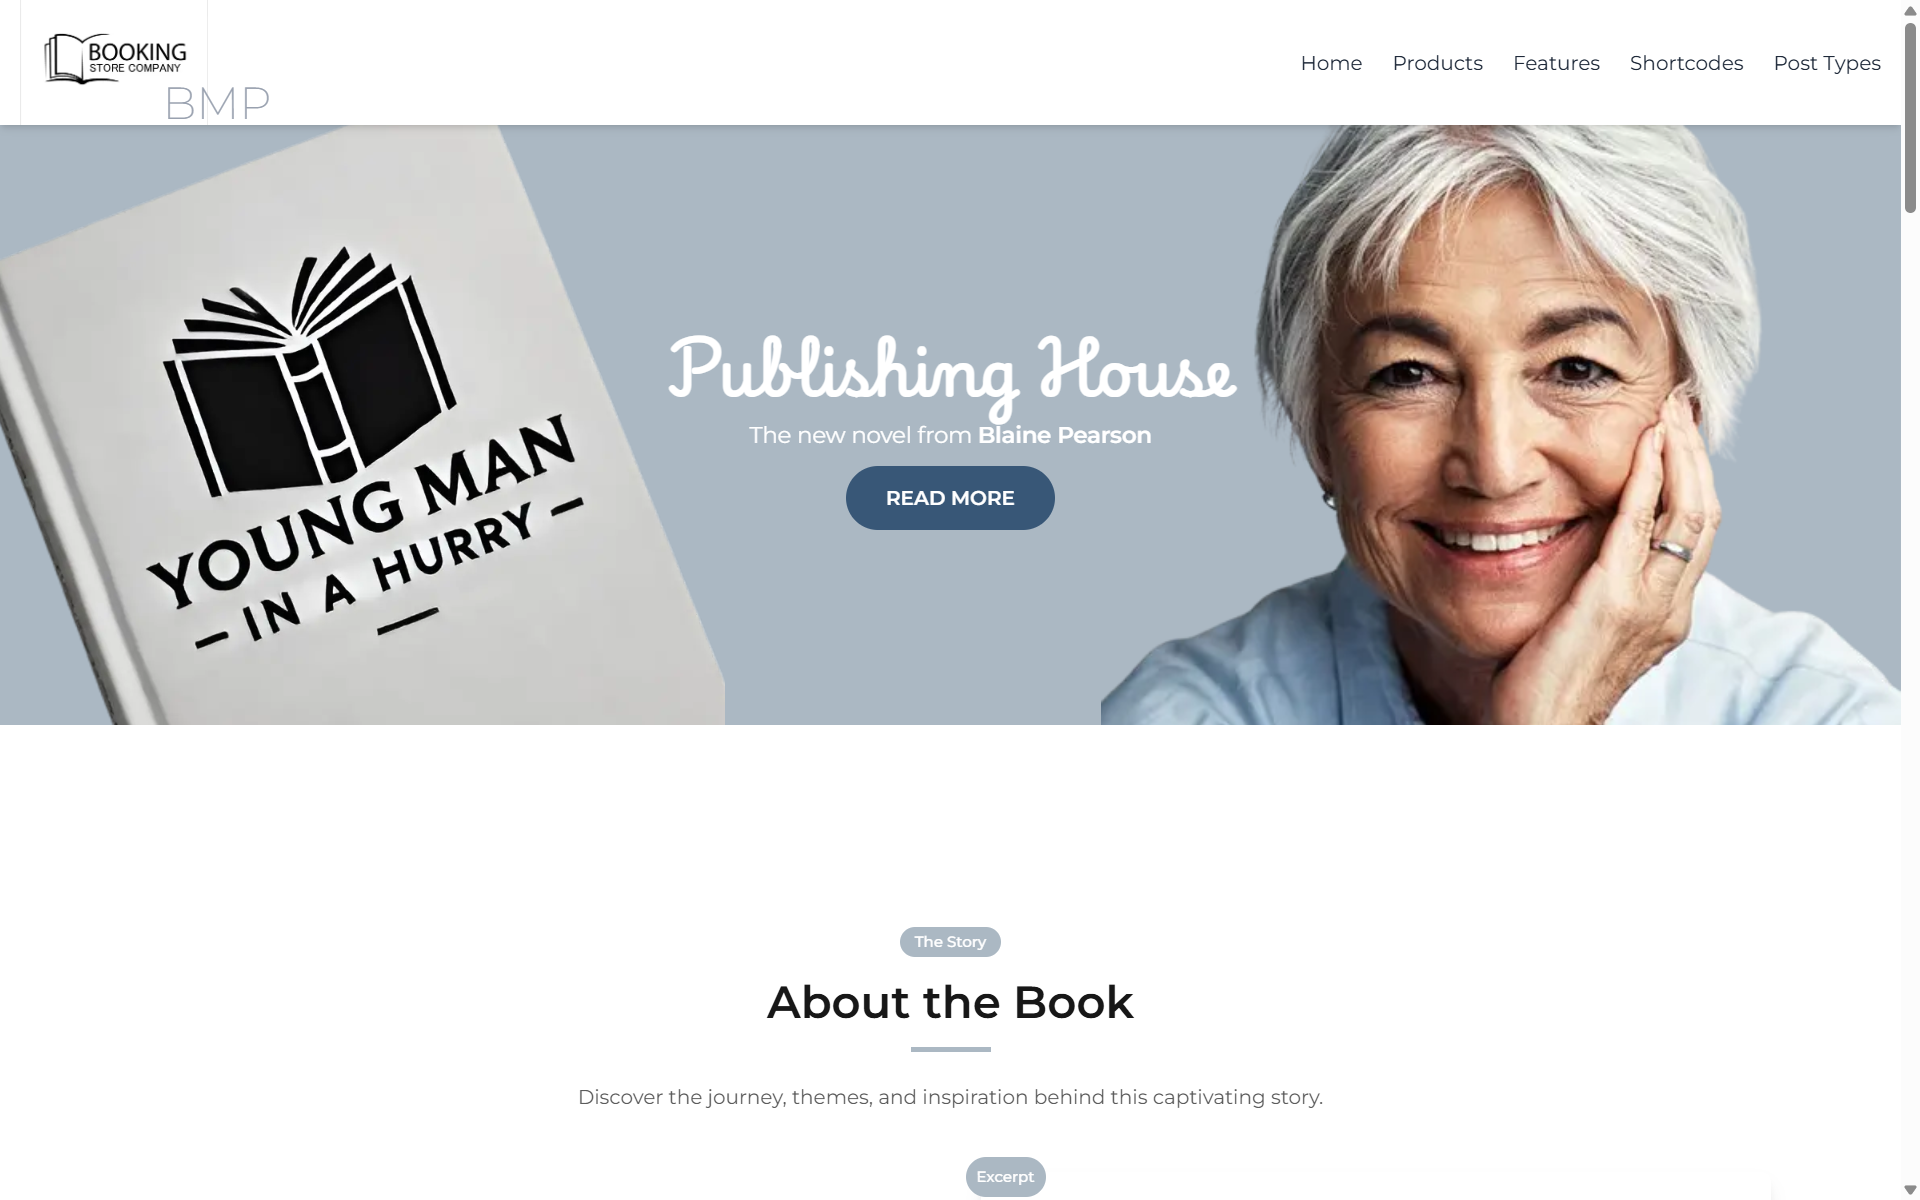 BOOKING
STORE COMPANY
BMP
Home
Products
Features
Shortcodes
Post Types
YOUNG MAN
– IN A HURRY –
Publishing House
The new novel from Blaine Pearson
READ MORE
The Story
About the Book
Discover the journey, themes, and inspiration behind this captivating story.
Excerpt